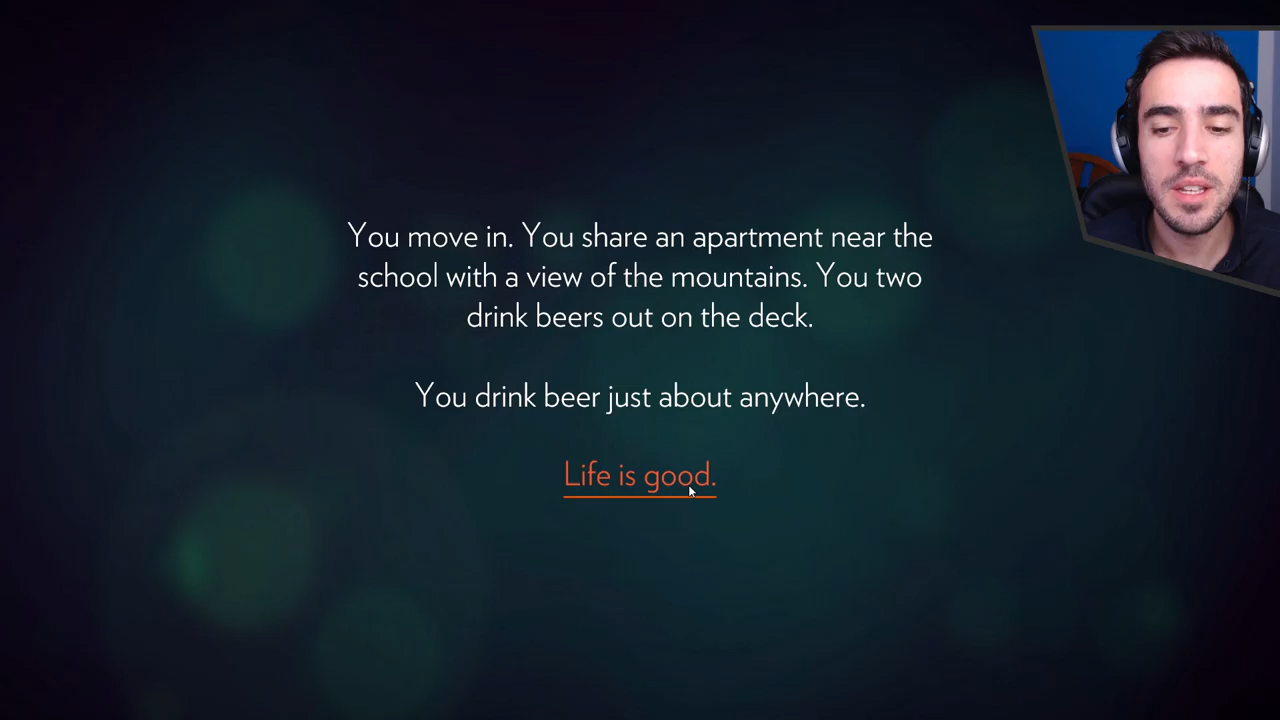 You move in. You share an apartment near the
school with a view of the mountains. You two
drink beers out on the deck.
You drink beer just about anywhere.
Life is good.